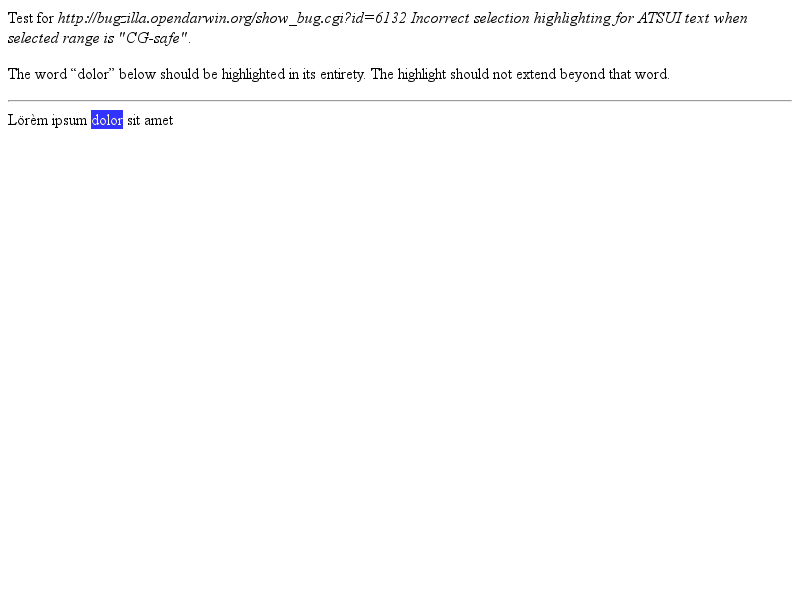 Test for http://bugzilla.opendarwin.org/show_bug.cgi?id=6132 Incorrect selection highlighting for ATSUI text when
selected range is "CG-safe".
The word “dolor” below should be highlighted in its entirety. The highlight should not extend beyond that word.
Lörèm ipsum dolor sit amet